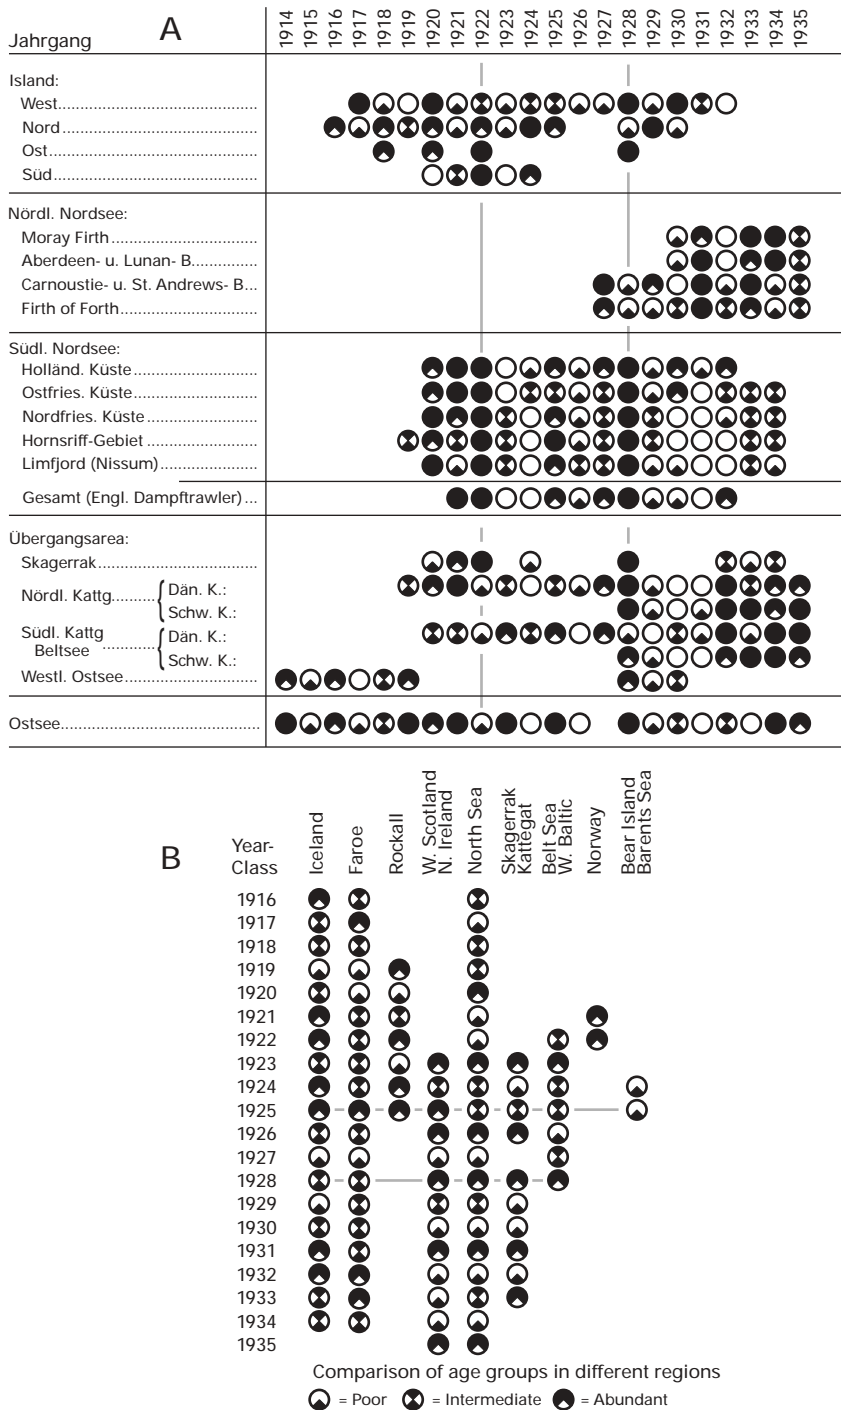 A
Jahrgang 1914 1915 1916 1917 1918 1919 1920 1921 1922 1923 1924 1925 1926 1927 1928 1929 1930 1931 1932 1933 1934 1935
Island:
West
Nord
Ost
Süd
Nördl. Nordsee:
Moray Firth
Aberdeen- u. Lunan- B.
Carnoustie- u. St. Andrews- B...
Firth of Forth
Südl. Nordsee:
Holländ. Küste
Ostfries. Küste
Nordfries. Küste
Hornsriff-Gebiet
Limfjord (Nissum)
Gesamt (Engl. Dampftrawler) ...
Übergangsarea:
Skagerrak
Nördl. Kattg. { Dän. K.:
Schw. K.:
Südl. Kattg
Beltsee { Dän. K.:
Schw. K.:
Westl. Ostsee
Ostsee
B
Year-
Class
Iceland
Faroe
Rockall
W. Scotland
N. Ireland
North Sea
Skagerrak
Kattegat
Belt Sea
W. Baltic
Norway
Bear Island
Barents Sea
1916
1917
1918
1919
1920
1921
1922
1923
1924
1925
1926
1927
1928
1929
1930
1931
1932
1933
1934
1935
Comparison of age groups in different regions
= Poor = Intermediate = Abundant